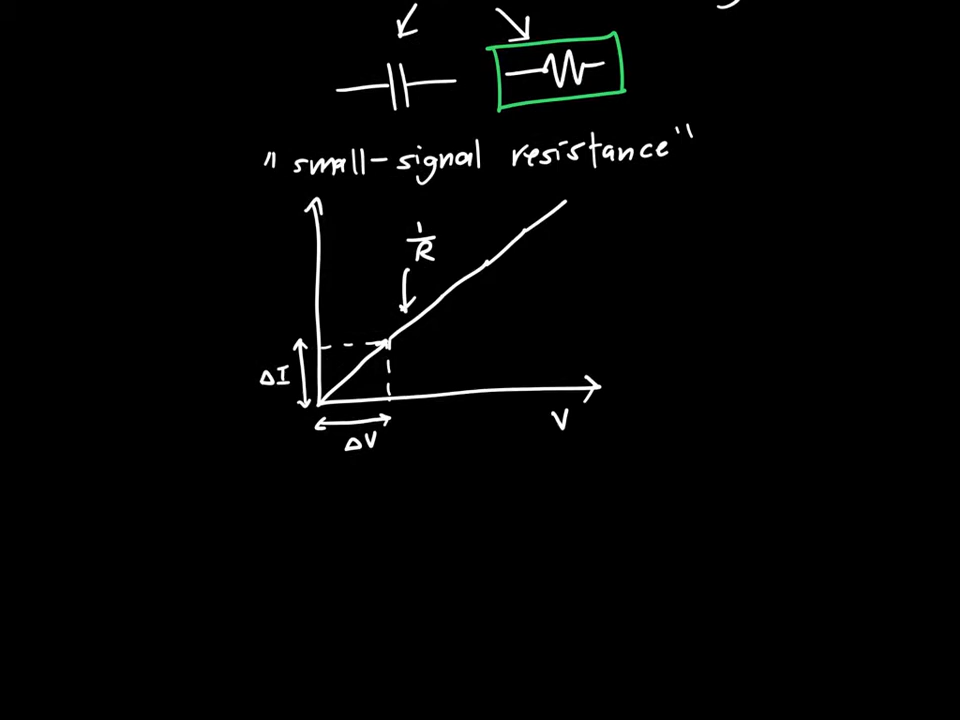 "small-signal resistance"
1/R
ΔI
ΔV
V